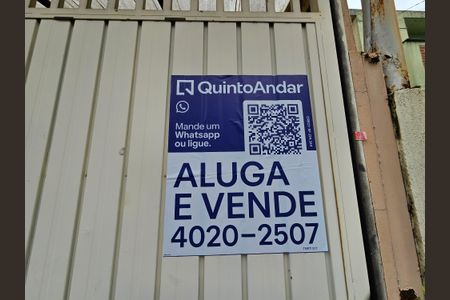 QuintoAndar
Mande um
Whatsapp
ou ligue.
ALUGA
E VENDE
4020-2507